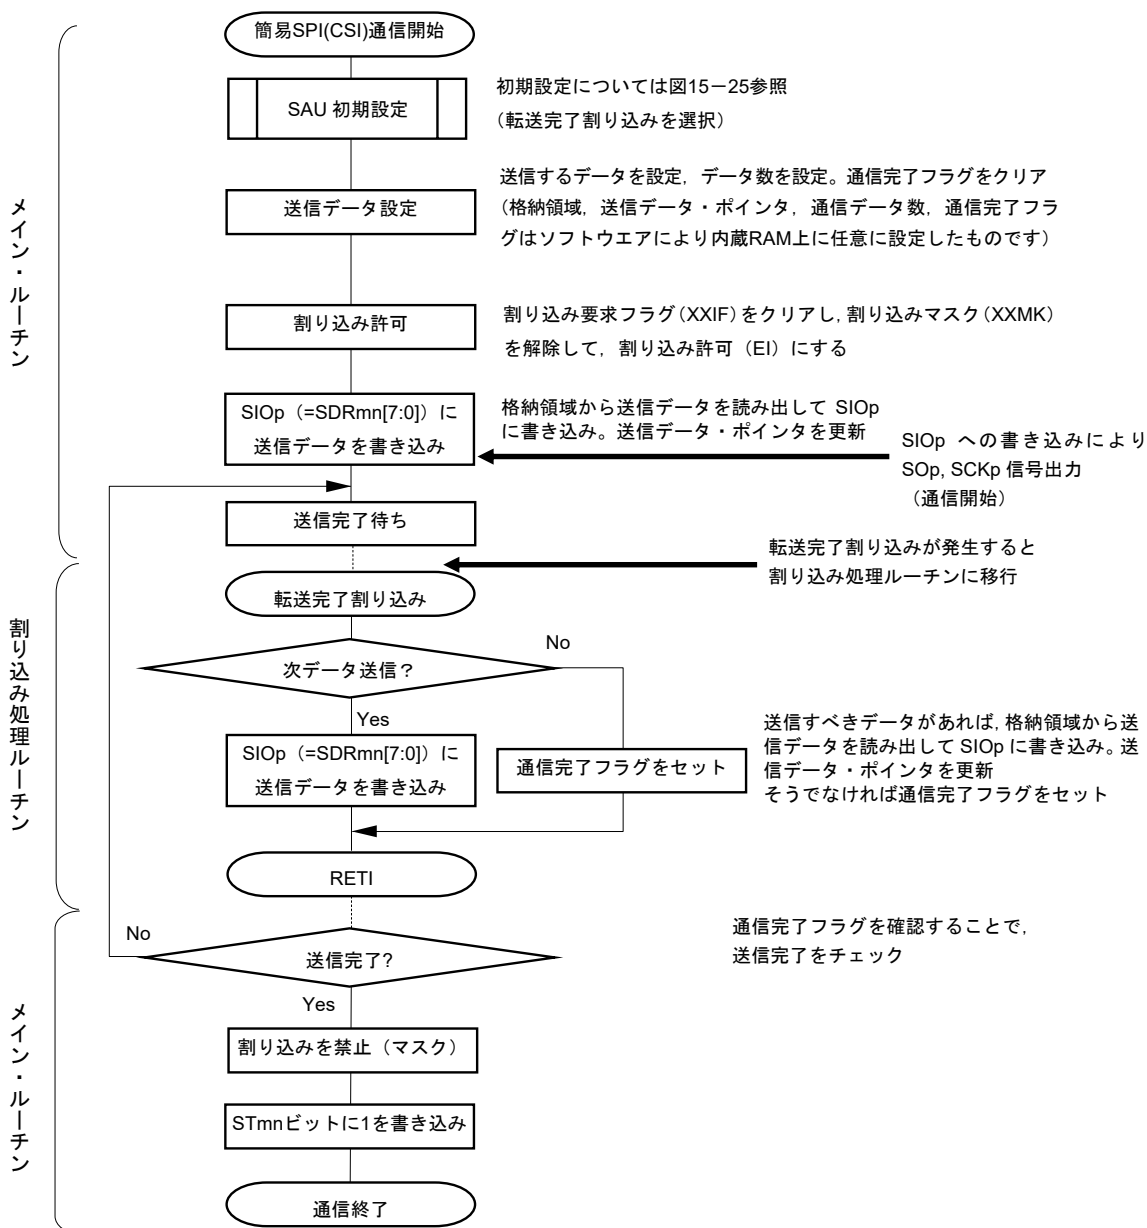 簡易SPI(CSI)通信開始
SAU 初期設定
初期設定については図15－25参照
（転送完了割り込みを選択）
メイン・ルーチン
送信データ設定
送信するデータを設定，データ数を設定。通信完了フラグをクリア
（格納領域，送信データ・ポインタ，通信データ数，通信完了フラ
グはソフトウエアにより内蔵RAM上に任意に設定したものです）
割り込み許可
割り込み要求フラグ（XXIF）をクリアし，割り込みマスク（XXMK）
を解除して，割り込み許可（EI）にする
SIOp（=SDRmn[7:0]）に
送信データを書き込み
格納領域から送信データを読み出して SIOp
に書き込み。送信データ・ポインタを更新
SIOp への書き込みにより
SOp, SCKp 信号出力
（通信開始）
送信完了待ち
転送完了割り込みが発生すると
割り込み処理ルーチンに移行
割り込み処理ルーチン
転送完了割り込み
次データ送信？
No
Yes
SIOp（=SDRmn[7:0]）に
送信データを書き込み
通信完了フラグをセット
送信すべきデータがあれば，格納領域から送
信データを読み出して SIOp に書き込み。送
信データ・ポインタを更新
そうでなければ通信完了フラグをセット
RETI
メイン・ルーチン
No
送信完了?
通信完了フラグを確認することで，
送信完了をチェック
Yes
割り込みを禁止（マスク）
STmnビットに1を書き込み
通信終了